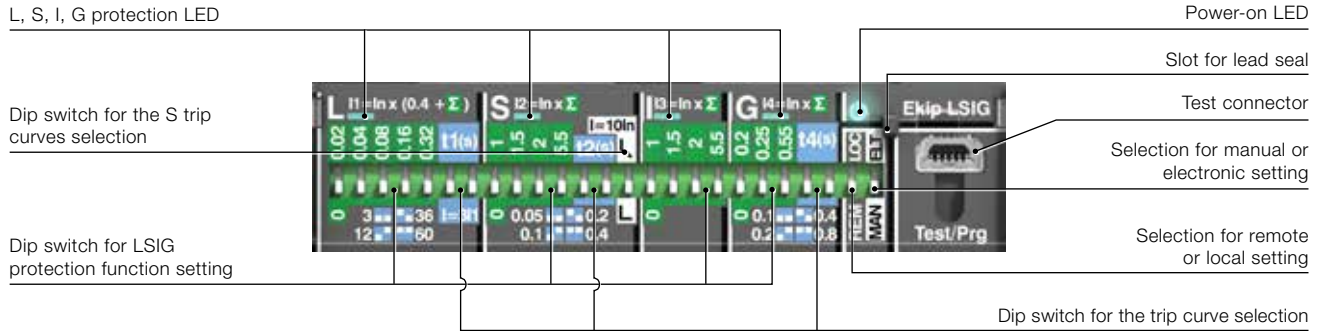 L, S, I, G protection LED
Power-on LED
Slot for lead seal
Dip switch for the S trip
curves selection
Test connector
Selection for manual or
electronic setting
Dip switch for LSIG
protection function setting
Selection for remote
or local setting
Dip switch for the trip curve selection
L I1=In x (0.4 + Σ)
S I2=In x Σ
I3=In x Σ
G I4=In x Σ
Ekip LSIG
I=10In
0.02 0.04 0.08 0.16 0.32 t1(s)
1 1.5 2 5.5 t2(s) L
1 1.5 2 5.5
0.2 0.25 0.55 t4(s)
LOC ELT
0 3 36 I=3I1
12 60
0 0.05 0.2 L
0.1 0.4
0
0 0.1 0.4
0.2 0.8
REM MAN
Test/Prg